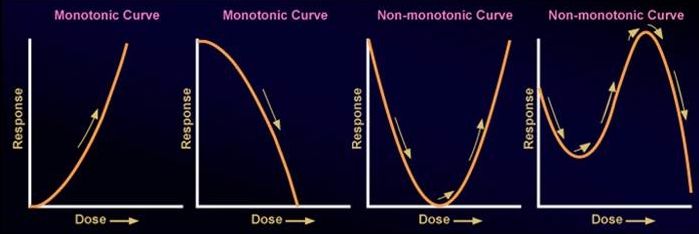 Monotonic Curve
Monotonic Curve
Non-monotonic Curve
Non-monotonic Curve
Response
Response
Response
Response
Dose
Dose
Dose
Dose